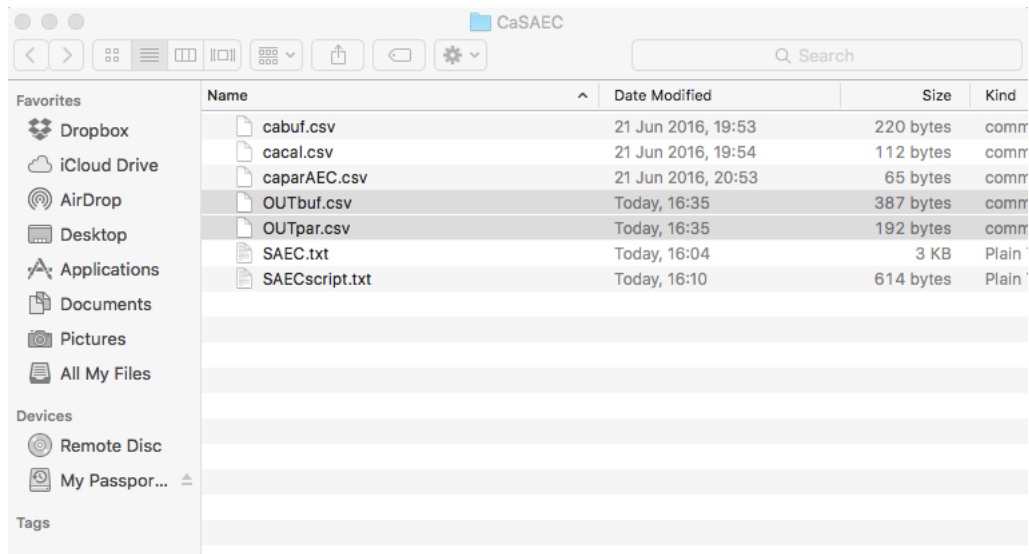 CaSAEC
Search
Favorites
Dropbox
iCloud Drive
AirDrop
Desktop
Applications
Documents
Pictures
All My Files
Devices
Remote Disc
My Passpor...
Tags
Name Date Modified Size Kind
cabuf.csv 21 Jun 2016, 19:53 220 bytes comm
cacal.csv 21 Jun 2016, 19:54 112 bytes comm
caparAEC.csv 21 Jun 2016, 20:53 65 bytes comm
OUTbuf.csv Today, 16:35 387 bytes comm
OUTpar.csv Today, 16:35 192 bytes comm
SAEC.txt Today, 16:04 3 KB Plain
SAECscript.txt Today, 16:10 614 bytes Plain